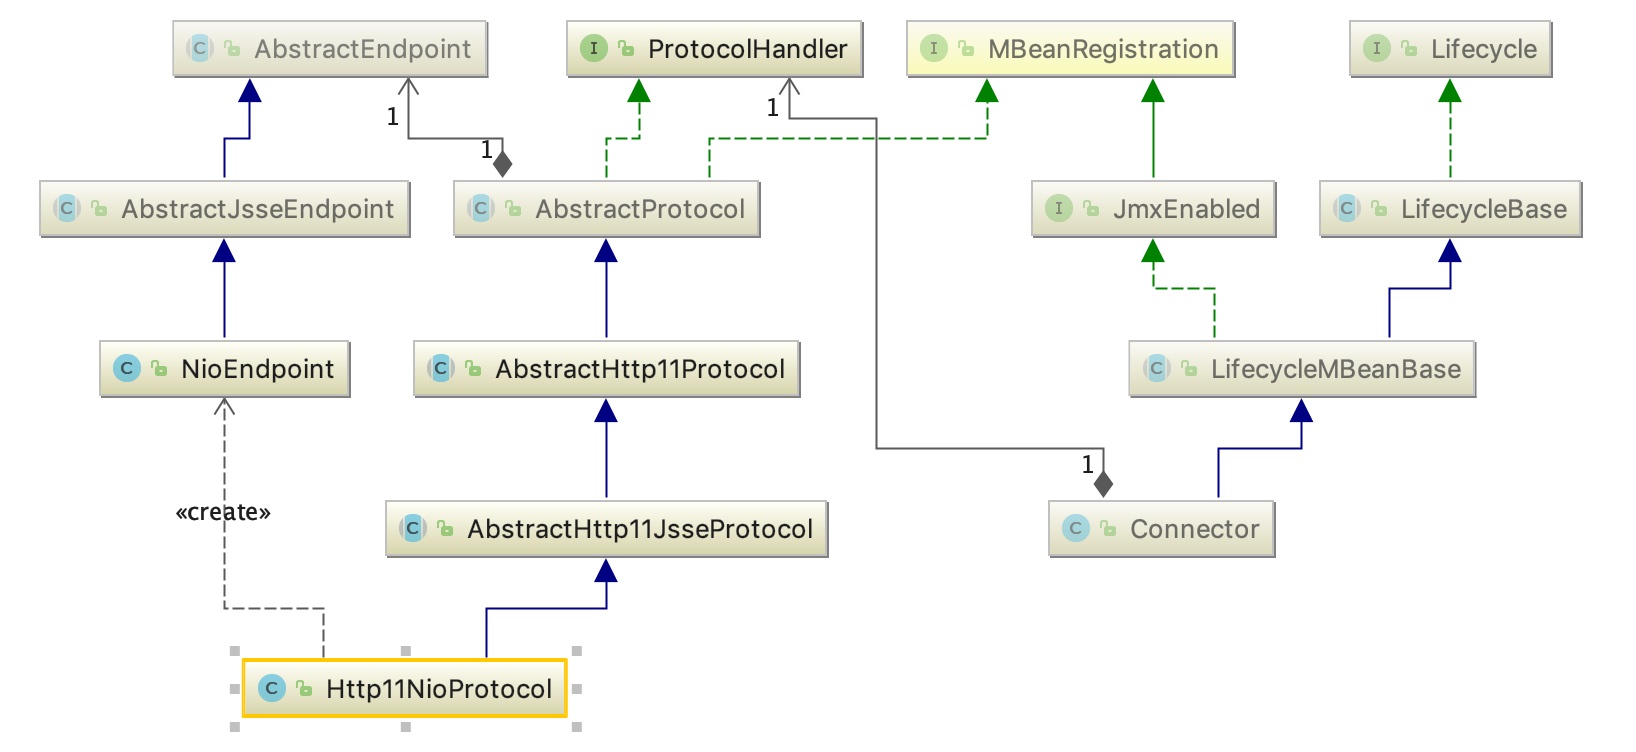 C AbstractEndpoint
I ProtocolHandler
I MBeanRegistration
I Lifecycle
1
1
1
C AbstractJsseEndpoint
C AbstractProtocol
I JmxEnabled
C LifecycleBase
C NioEndpoint
C AbstractHttp11Protocol
C LifecycleMBeanBase
1
«create»
C AbstractHttp11JsseProtocol
C Connector
C Http11NioProtocol